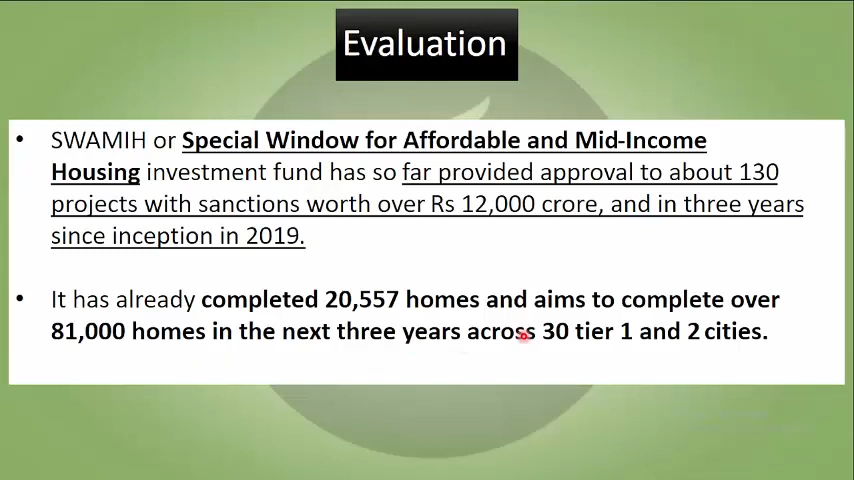 Evaluation
• SWAMIH or Special Window for Affordable and Mid-Income
Housing investment fund has so far provided approval to about 130
projects with sanctions worth over Rs 12,000 crore, and in three years
since inception in 2019.
• It has already completed 20,557 homes and aims to complete over
81,000 homes in the next three years across 30 tier 1 and 2 cities.